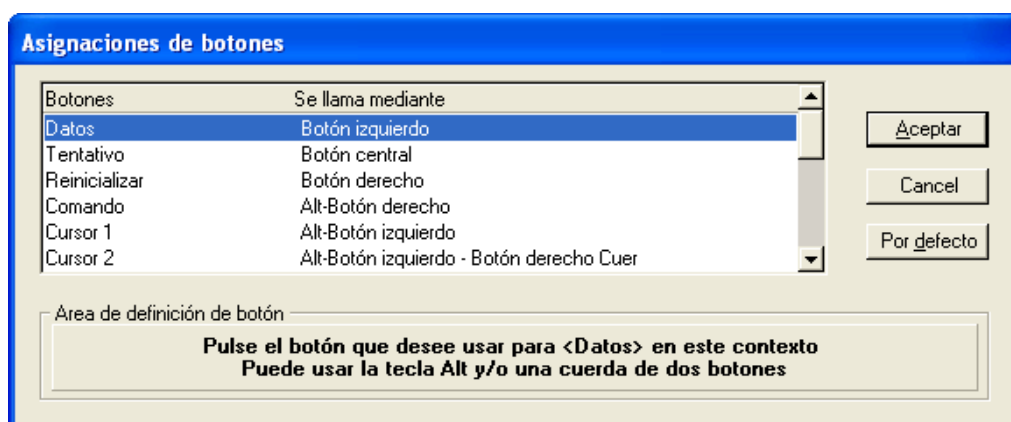 Asignaciones de botones
Botones Se llama mediante
Datos Botón izquierdo
Tentativo Botón central
Reinicializar Botón derecho
Comando Alt-Botón derecho
Cursor 1 Alt-Botón izquierdo
Cursor 2 Alt-Botón izquierdo - Botón derecho Cuer
Aceptar
Cancel
Por defecto
Area de definición de botón
Pulse el botón que desee usar para <Datos> en este contexto
Puede usar la tecla Alt y/o una cuerda de dos botones